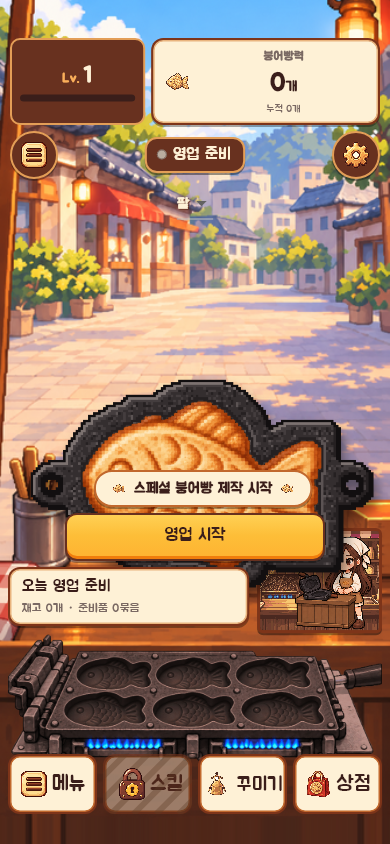 Lv.1
붕어빵력
0개
누적 0개
영업 준비
팥
스페셜 붕어빵 제작 시작
영업 시작
오늘 영업 준비
재고 0개 · 준비품 0묶음
메뉴
스킬
꾸미기
상점